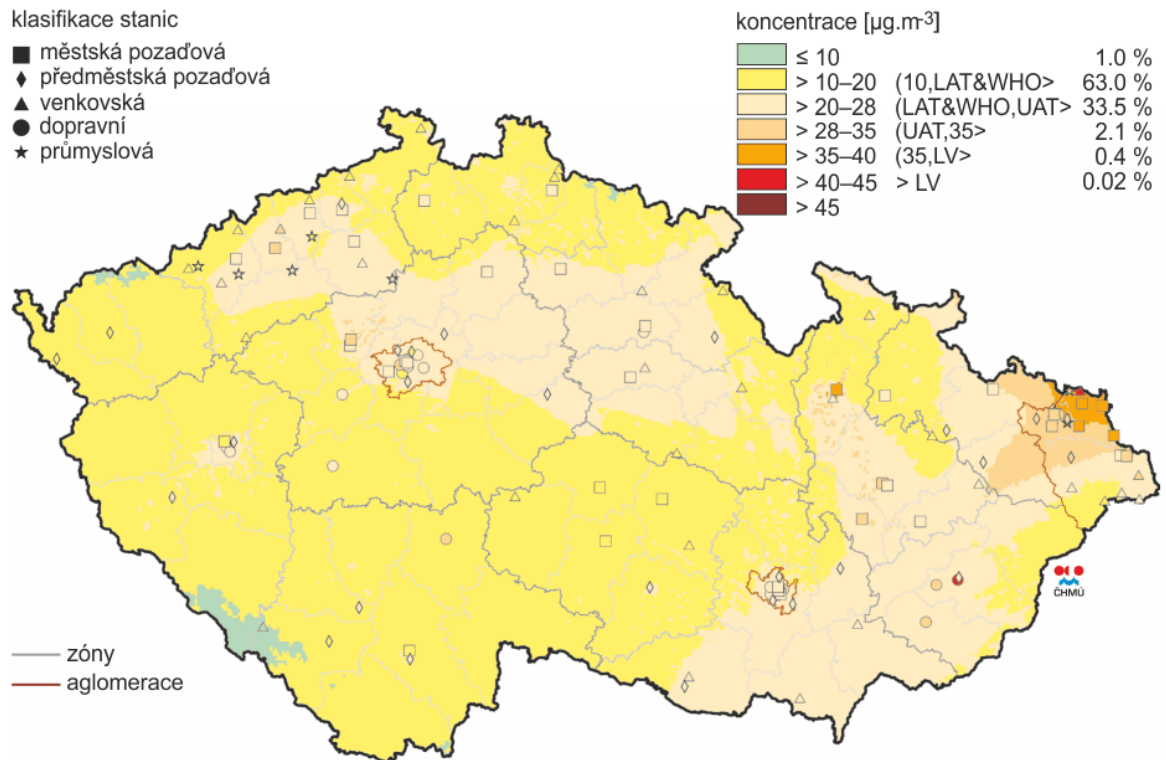 klasifikace stanic
městská pozaďová
předměstská pozaďová
venkovská
dopravní
průmyslová
koncentrace [µg.m⁻³]
≤ 10 1.0 %
> 10–20 (10,LAT&WHO> 63.0 %
> 20–28 (LAT&WHO,UAT> 33.5 %
> 28–35 (UAT,35> 2.1 %
> 35–40 (35,LV> 0.4 %
> 40–45 > LV 0.02 %
> 45
ČHMÚ
zóny
aglomerace